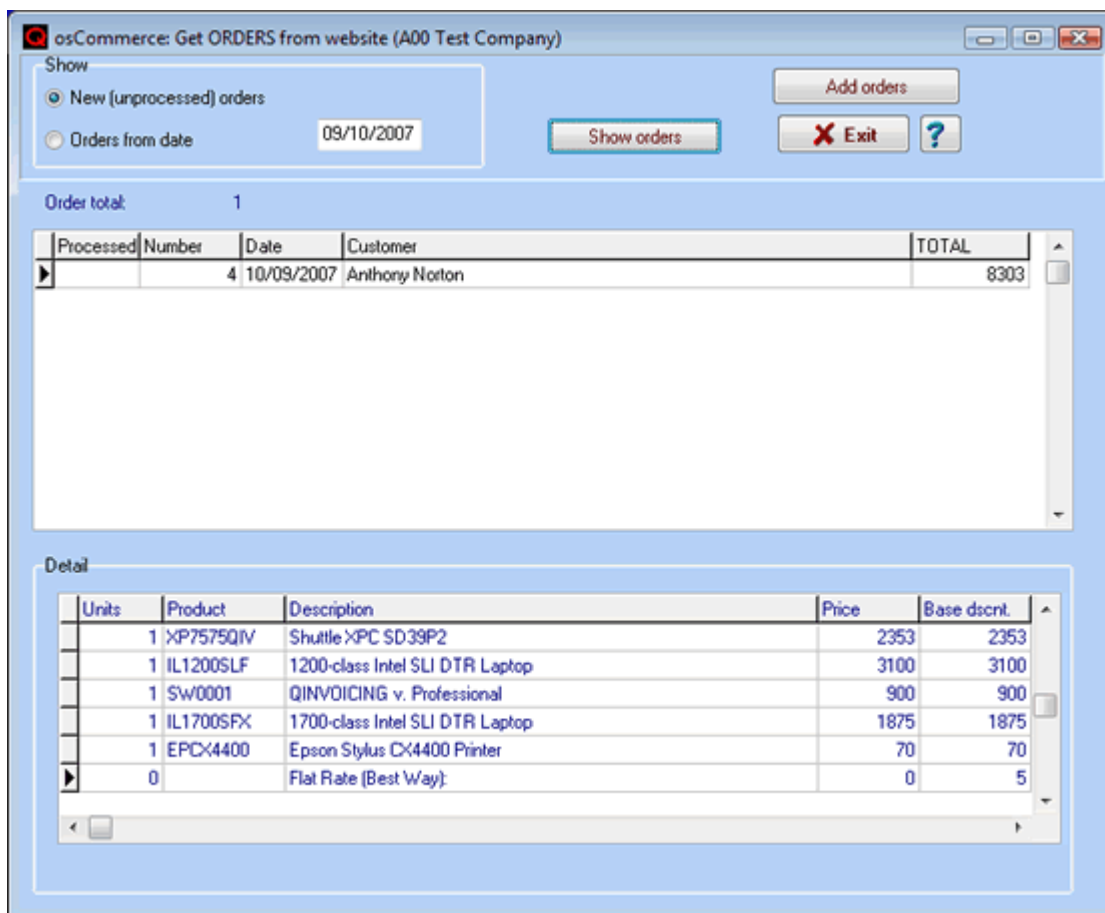 osCommerce: Get ORDERS from website (A00 Test Company)
Show
New (unprocessed) orders
Orders from date 09/10/2007
Show orders
Add orders
Exit ?
Order total: 1
Processed Number Date Customer TOTAL
4 10/09/2007 Anthony Norton 8303
Detail
Units Product Description Price Base dscnt.
1 XP7575QIV Shuttle XPC SD39P2 2353 2353
1 IL1200SLF 1200-class Intel SLI DTR Laptop 3100 3100
1 SW0001 QINVOICING v. Professional 900 900
1 IL1700SFX 1700-class Intel SLI DTR Laptop 1875 1875
1 EPCX4400 Epson Stylus CX4400 Printer 70 70
0 Flat Rate (Best Way): 0 5